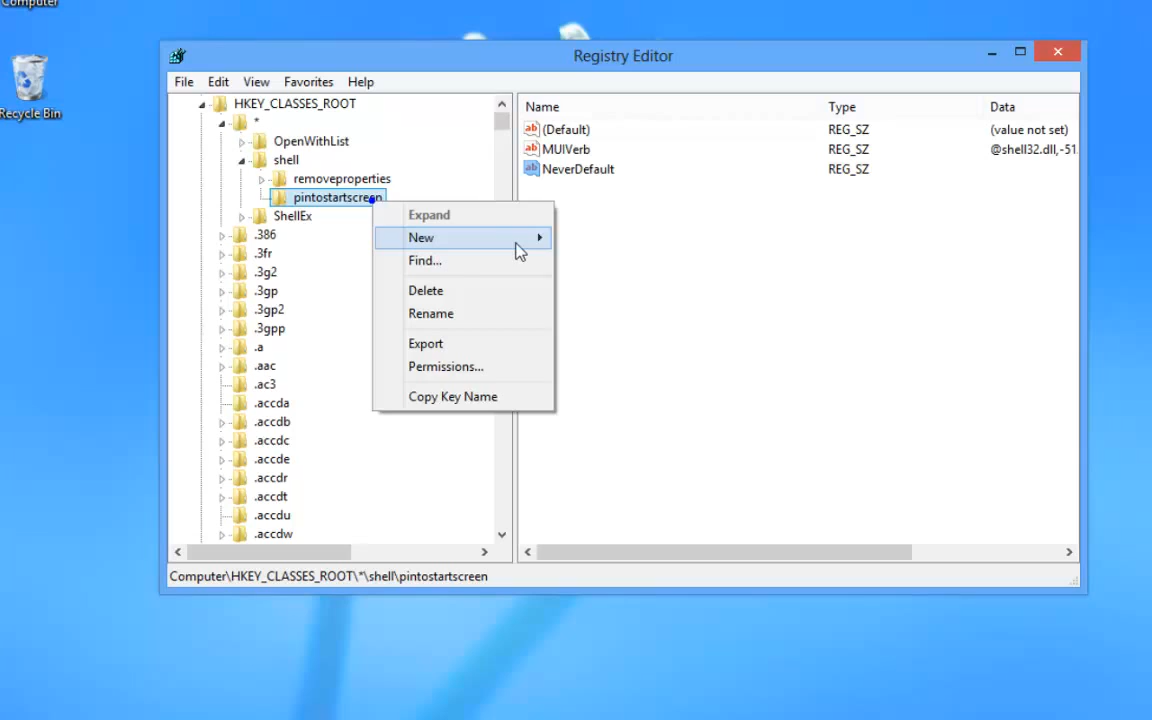 Computer
Recycle Bin
Registry Editor
File Edit View Favorites Help
HKEY_CLASSES_ROOT
*
OpenWithList
shell
removeproperties
pintostartscreen
ShellEx
.386
.3fr
.3g2
.3gp
.3gp2
.3gpp
.a
.aac
.ac3
.accda
.accdb
.accdc
.accde
.accdr
.accdt
.accdu
.accdw
Name Type Data
ab (Default) REG_SZ (value not set)
ab MUIVerb REG_SZ @shell32.dll,-51
ab NeverDefault REG_SZ
Expand
New
Find...
Delete
Rename
Export
Permissions...
Copy Key Name
Computer\HKEY_CLASSES_ROOT\*\shell\pintostartscreen